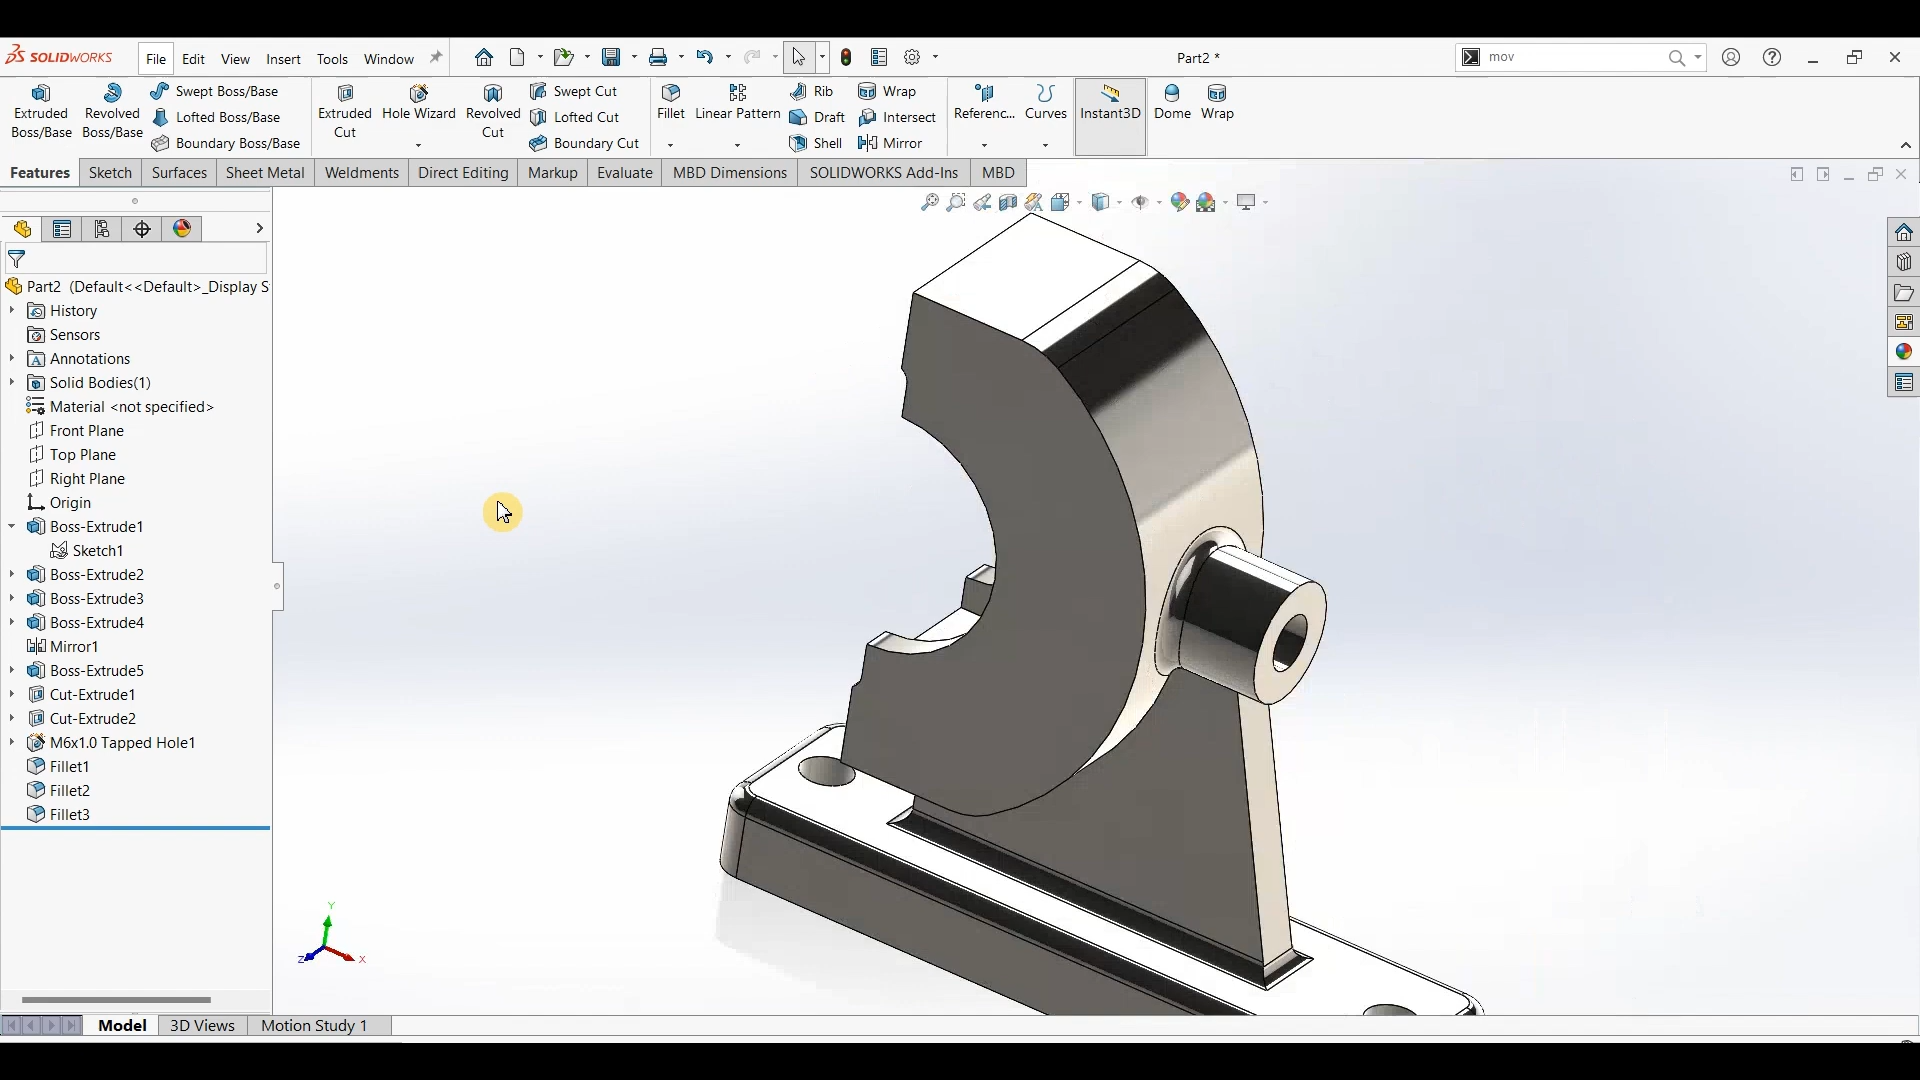 SOLIDWORKS File Edit View Insert Tools Window Part2 * mov
Extruded Boss/Base
Revolved Boss/Base
Swept Boss/Base
Lofted Boss/Base
Boundary Boss/Base
Extruded Cut
Hole Wizard
Revolved Cut
Swept Cut
Lofted Cut
Boundary Cut
Fillet
Linear Pattern
Rib
Draft
Shell
Wrap
Intersect
Mirror
Referenc...
Curves
Instant3D
Dome
Wrap
Features Sketch Surfaces Sheet Metal Weldments Direct Editing Markup Evaluate MBD Dimensions SOLIDWORKS Add-Ins MBD
Part2 (Default<<Default>_Display S
History
Sensors
Annotations
Solid Bodies(1)
Material <not specified>
Front Plane
Top Plane
Right Plane
Origin
Boss-Extrude1
Sketch1
Boss-Extrude2
Boss-Extrude3
Boss-Extrude4
Mirror1
Boss-Extrude5
Cut-Extrude1
Cut-Extrude2
M6x1.0 Tapped Hole1
Fillet1
Fillet2
Fillet3
Y
Z X
Model 3D Views Motion Study 1